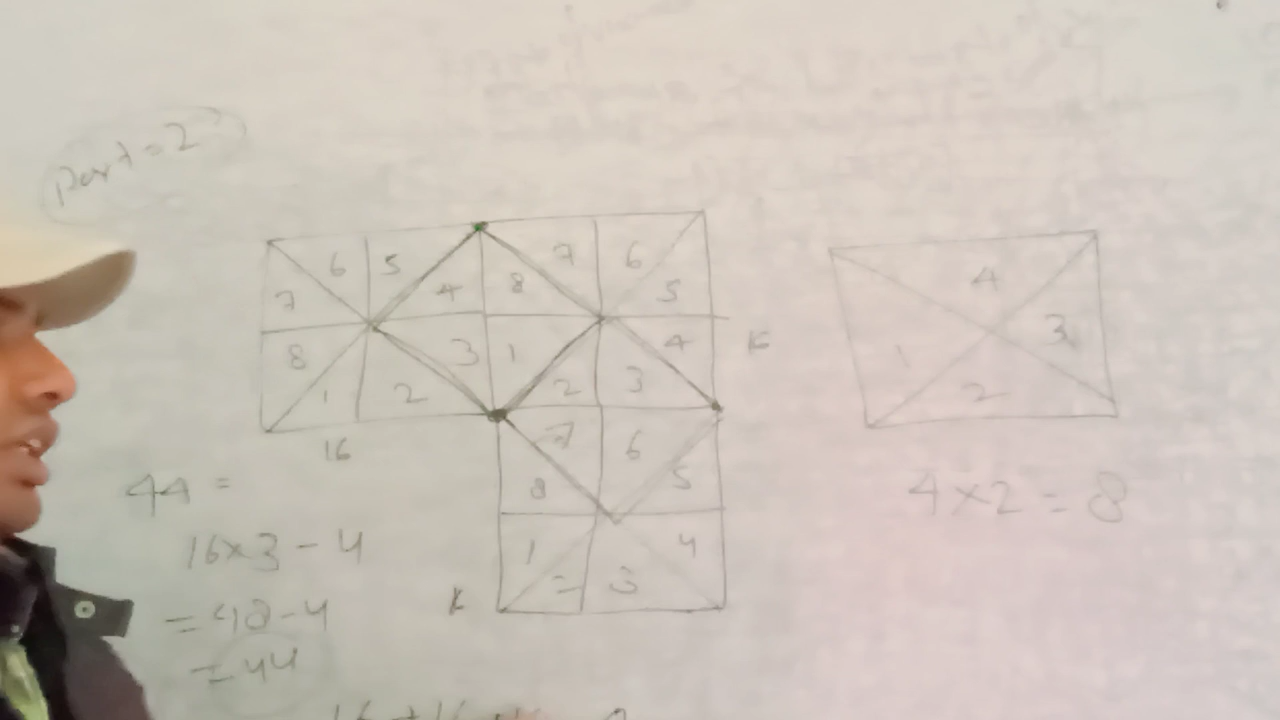 Part = 2
6 5 7 6
7 4 8 5
8 3 1 4
1 2 2 3
16
K
7 6
8 5
1 4
2 3
K
4
1 3
2
4 x 2 = 8
44 =
16x3 - 4
= 48 - 4
= 44